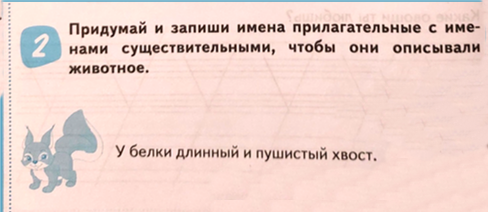 2
Придумай и запиши имена прилагательные с име-
нами существительными, чтобы они описывали
животное.
У белки длинный и пушистый хвост.